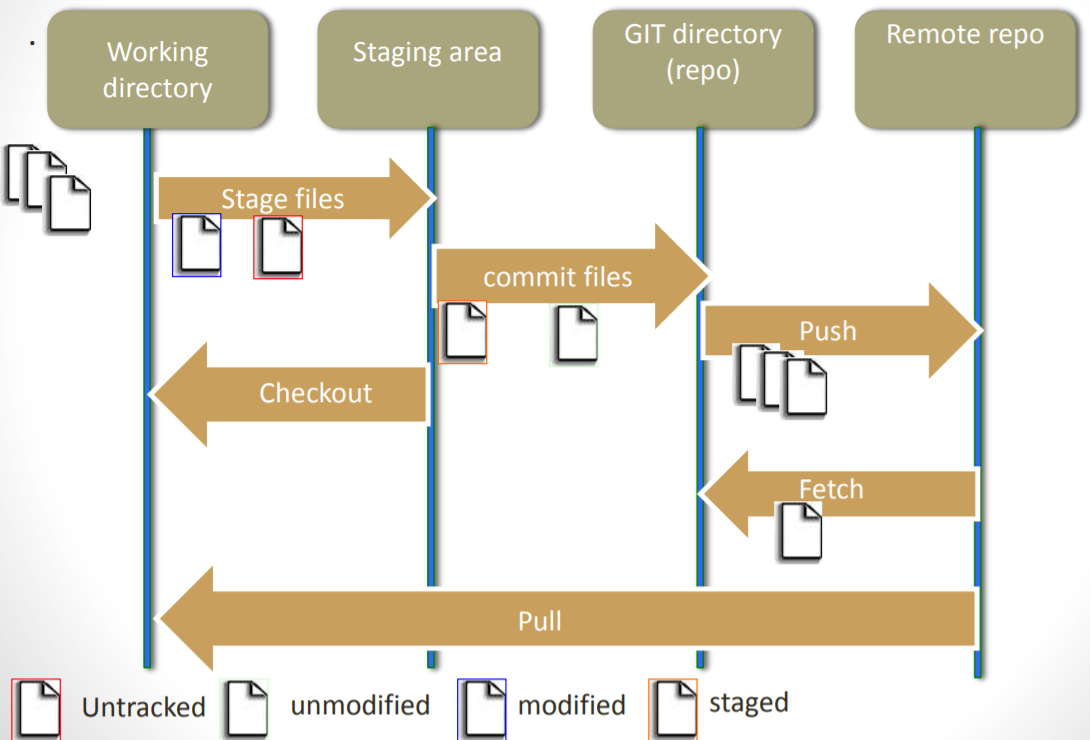 Working
directory
Staging area
GIT directory
(repo)
Remote repo
Stage files
commit files
Push
Checkout
Fetch
Pull
Untracked
unmodified
modified
staged